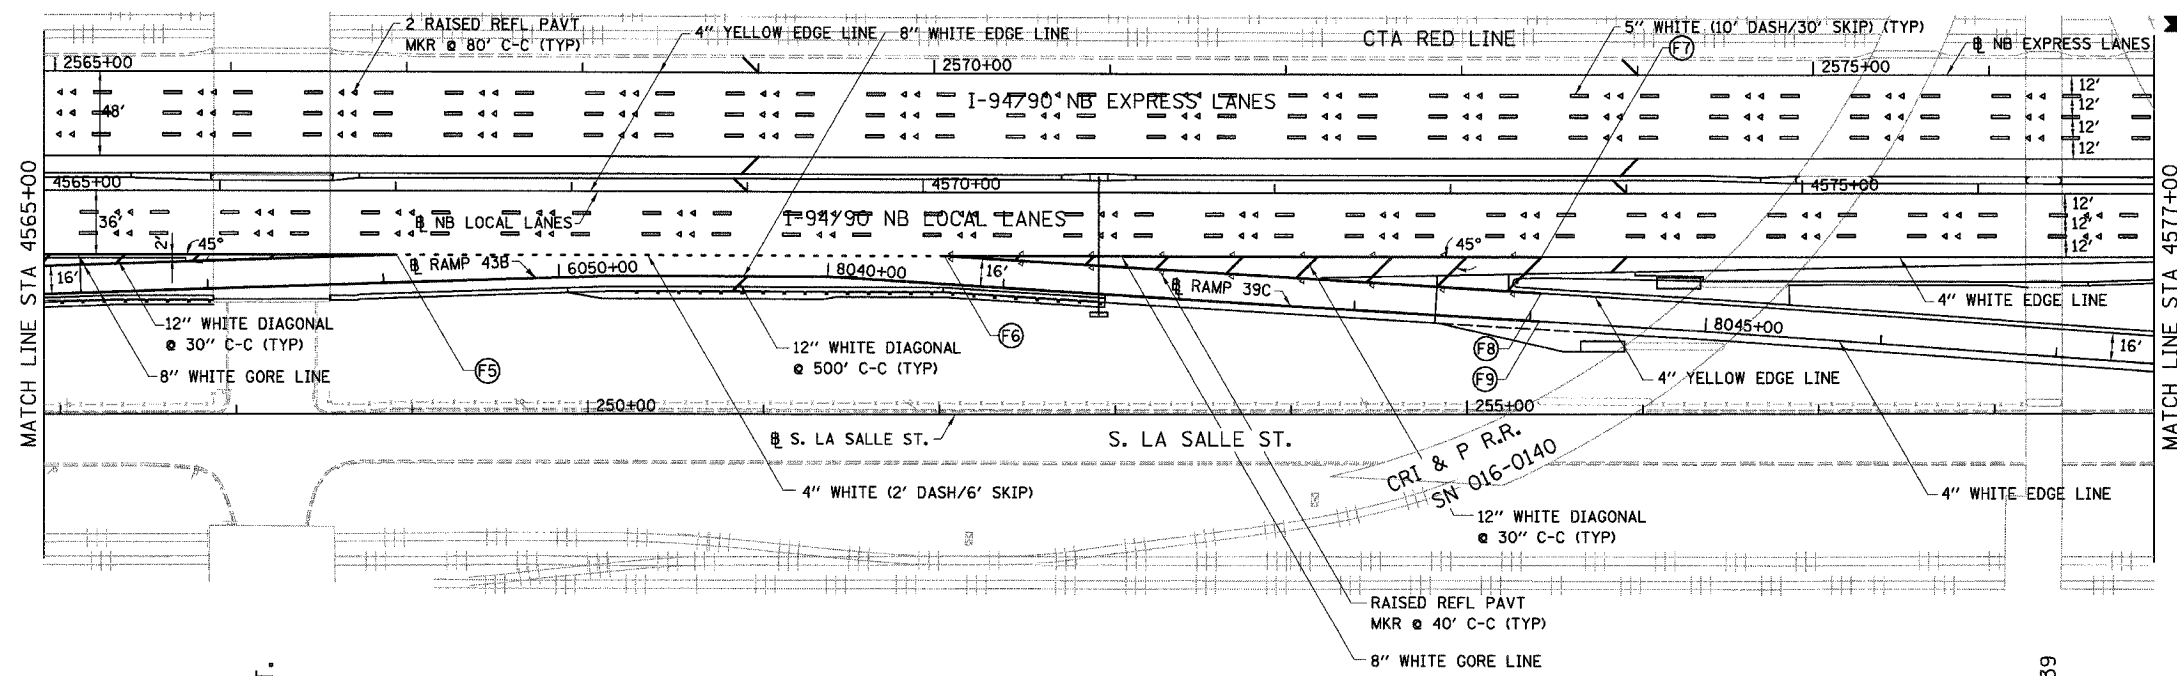 2 RAISED REFL PAVT
MKR @ 80' C-C (TYP)
4" YELLOW EDGE LINE
8" WHITE EDGE LINE
CTA RED LINE
5" WHITE (10' DASH/30' SKIP) (TYP)
F7
℄ NB EXPRESS LANES
2565+00
2570+00
2575+00
48'
I-94/90 NB EXPRESS LANES
12'
12'
12'
12'
MATCH LINE STA 4565+00
4565+00
4570+00
4575+00
MATCH LINE STA 4577+00
36'
℄ NB LOCAL LANES
I-94/90 NB LOCAL LANES
12'
12'
12'
2'
45°
45°
16'
℄ RAMP 43B
6050+00
8040+00
16'
℄ RAMP 39C
4" WHITE EDGE LINE
12" WHITE DIAGONAL
@ 30" C-C (TYP)
8" WHITE GORE LINE
F5
12" WHITE DIAGONAL
@ 500' C-C (TYP)
F6
F8
F9
8045+00
16'
4" YELLOW EDGE LINE
250+00
255+00
℄ S. LA SALLE ST.
S. LA SALLE ST.
CRI & P R.R.
SN 016-0140
4" WHITE (2' DASH/6' SKIP)
4" WHITE EDGE LINE
12" WHITE DIAGONAL
@ 30" C-C (TYP)
RAISED REFL PAVT
MKR @ 40' C-C (TYP)
8" WHITE GORE LINE
39